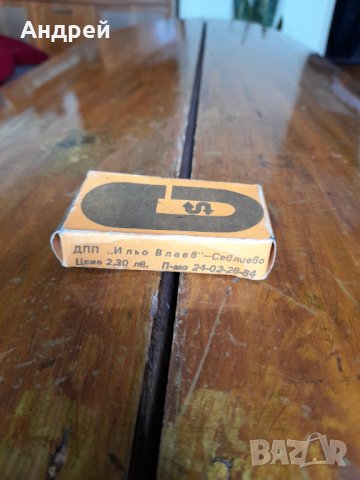 Андрей
ДПП „Ильо Влаев"-Севлиево
Цена 2,30 лв. П-мо 24-02-28-84
BAZAR